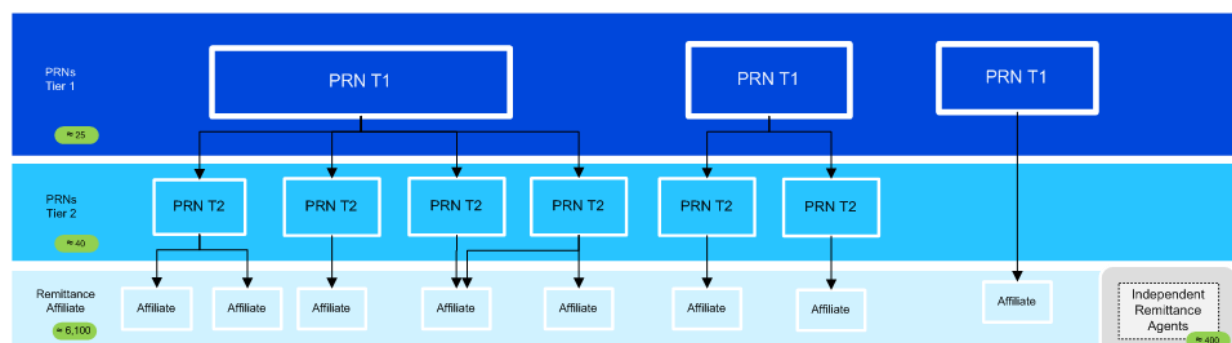 PRNs
Tier 1
≈ 25
PRN T1
PRN T1
PRN T1
PRNs
Tier 2
≈ 40
PRN T2
PRN T2
PRN T2
PRN T2
PRN T2
PRN T2
Remittance
Affiliate
≈ 6,100
Affiliate
Affiliate
Affiliate
Affiliate
Affiliate
Affiliate
Affiliate
Affiliate
Independent
Remittance
Agents
≈ 400